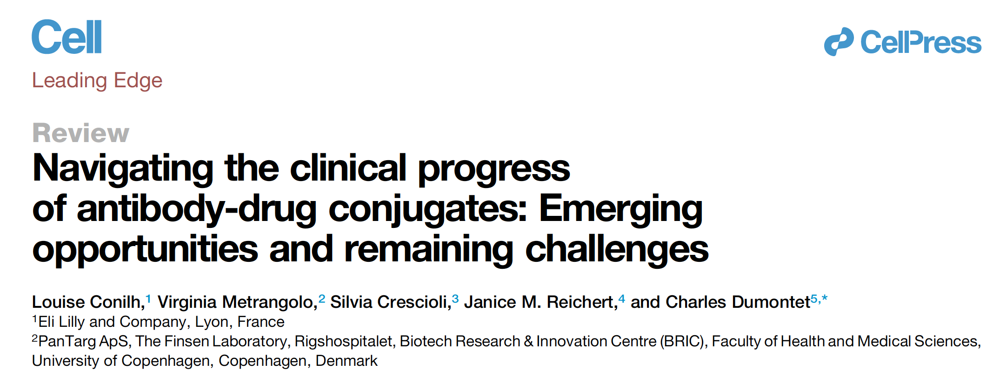 Cell
CellPress
Leading Edge
Review
Navigating the clinical progress
of antibody-drug conjugates: Emerging
opportunities and remaining challenges
Louise Conilh,¹ Virginia Metrangolo,² Silvia Crescioli,³ Janice M. Reichert,⁴ and Charles Dumontet⁵,*
¹Eli Lilly and Company, Lyon, France
²PanTarg ApS, The Finsen Laboratory, Rigshospitalet, Biotech Research & Innovation Centre (BRIC), Faculty of Health and Medical Sciences,
University of Copenhagen, Copenhagen, Denmark